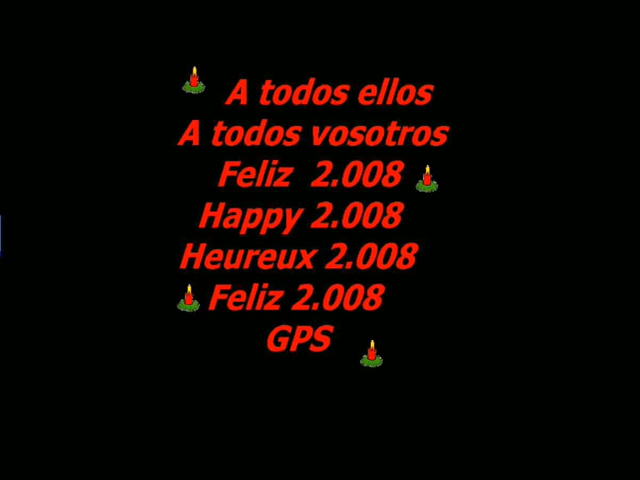 A todos ellos
A todos vosotros
Feliz 2.008
Happy 2.008
Heureux 2.008
Feliz 2.008
GPS